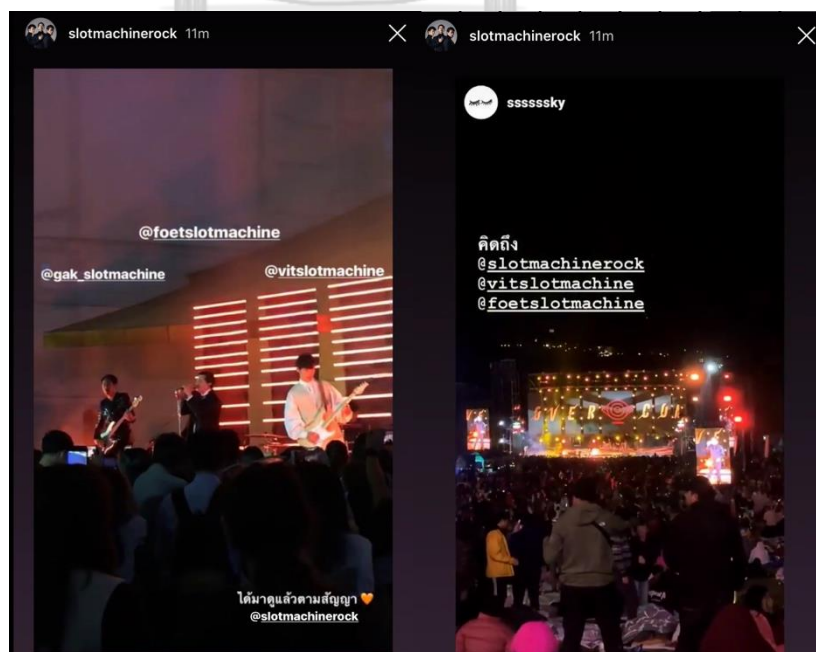 slotmachinerock 11m
@foetslotmachine
@gak_slotmachine
@vitslotmachine
ได้มาดูแล้วตามสัญญา 🧡
@slotmachinerock
slotmachinerock 11m
ssssssky
คิดถึง
@slotmachinerock
@vitslotmachine
@foetslotmachine